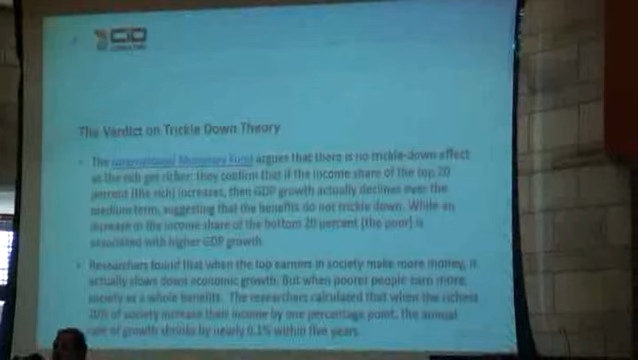 CIO
The Verdict on Trickle Down Theory
• The International Monetary Fund argues that there is no trickle-down effect
as the rich get richer: they confirm that if the income share of the top 20
percent (the rich) increases, then GDP growth actually declines over the
medium term, suggesting that the benefits do not trickle down. While an
increase in the income share of the bottom 20 percent (the poor) is
associated with higher GDP growth.
• Researchers found that when the top earners in society make more money, it
actually slows down economic growth. But when poorer people earn more,
society as a whole benefits. The researchers calculated that when the richest
20% of society increase their income by one percentage point, the annual
rate of growth shrinks by nearly 0.1% within five years.